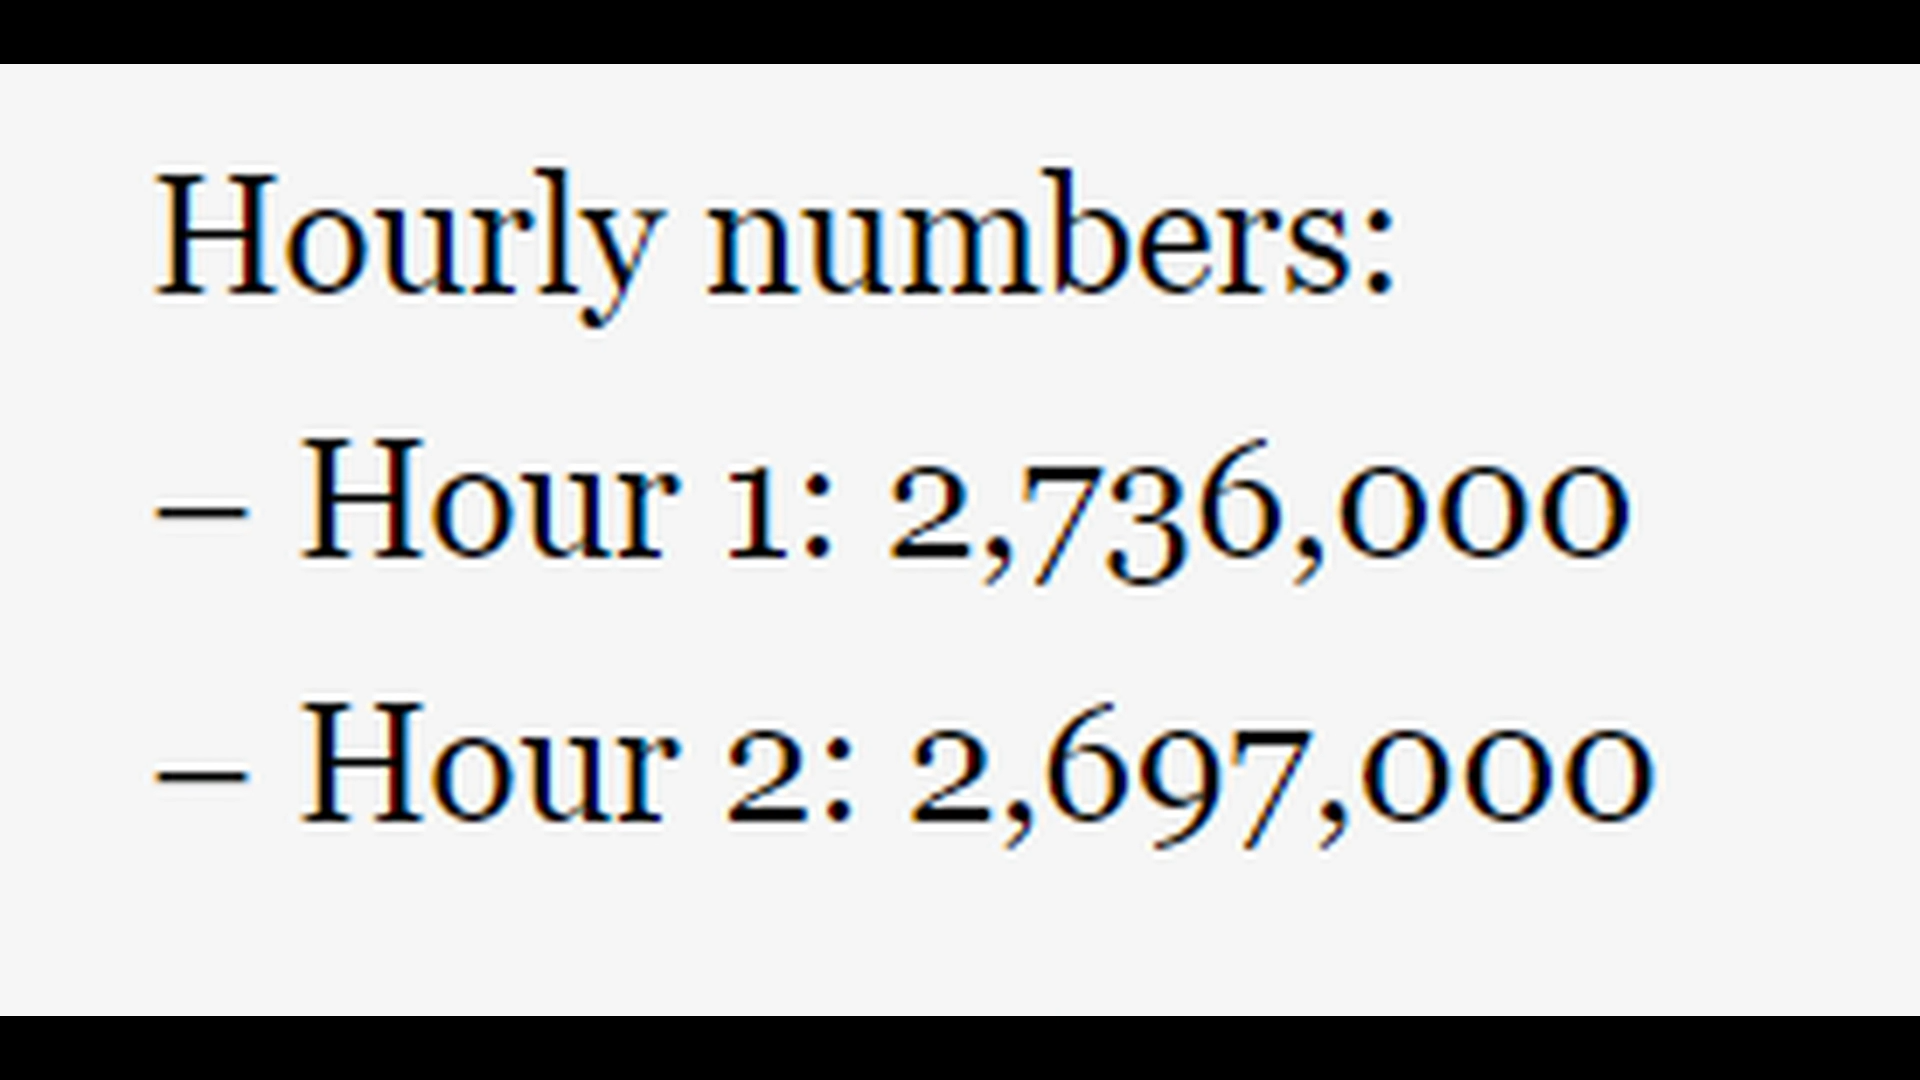 Hourly numbers:
– Hour 1: 2,736,000
– Hour 2: 2,697,000